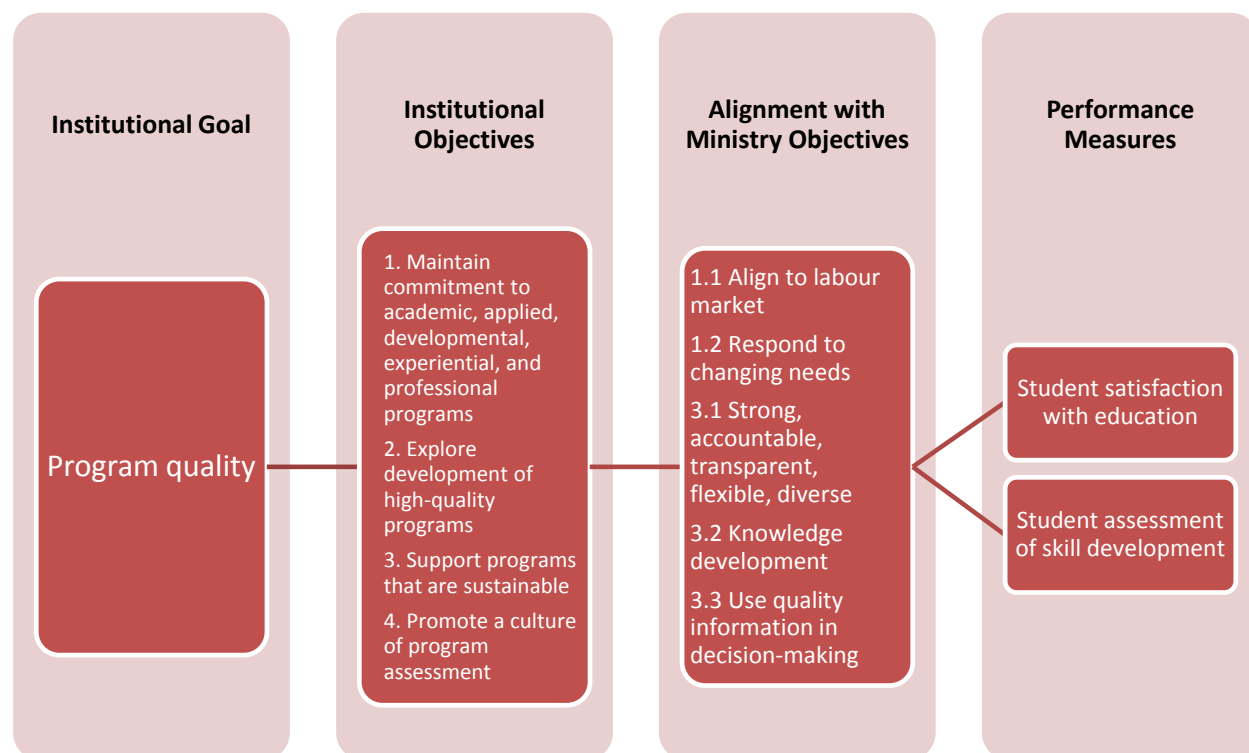 Institutional Goal
Institutional
Objectives
Alignment with
Ministry Objectives
Performance
Measures
Program quality
1. Maintain
commitment to
academic, applied,
developmental,
experiential, and
professional
programs
2. Explore
development of
high-quality
programs
3. Support programs
that are sustainable
4. Promote a culture
of program
assessment
1.1 Align to labour
market
1.2 Respond to
changing needs
3.1 Strong,
accountable,
transparent,
flexible, diverse
3.2 Knowledge
development
3.3 Use quality
information in
decision-making
Student satisfaction
with education
Student assessment
of skill development